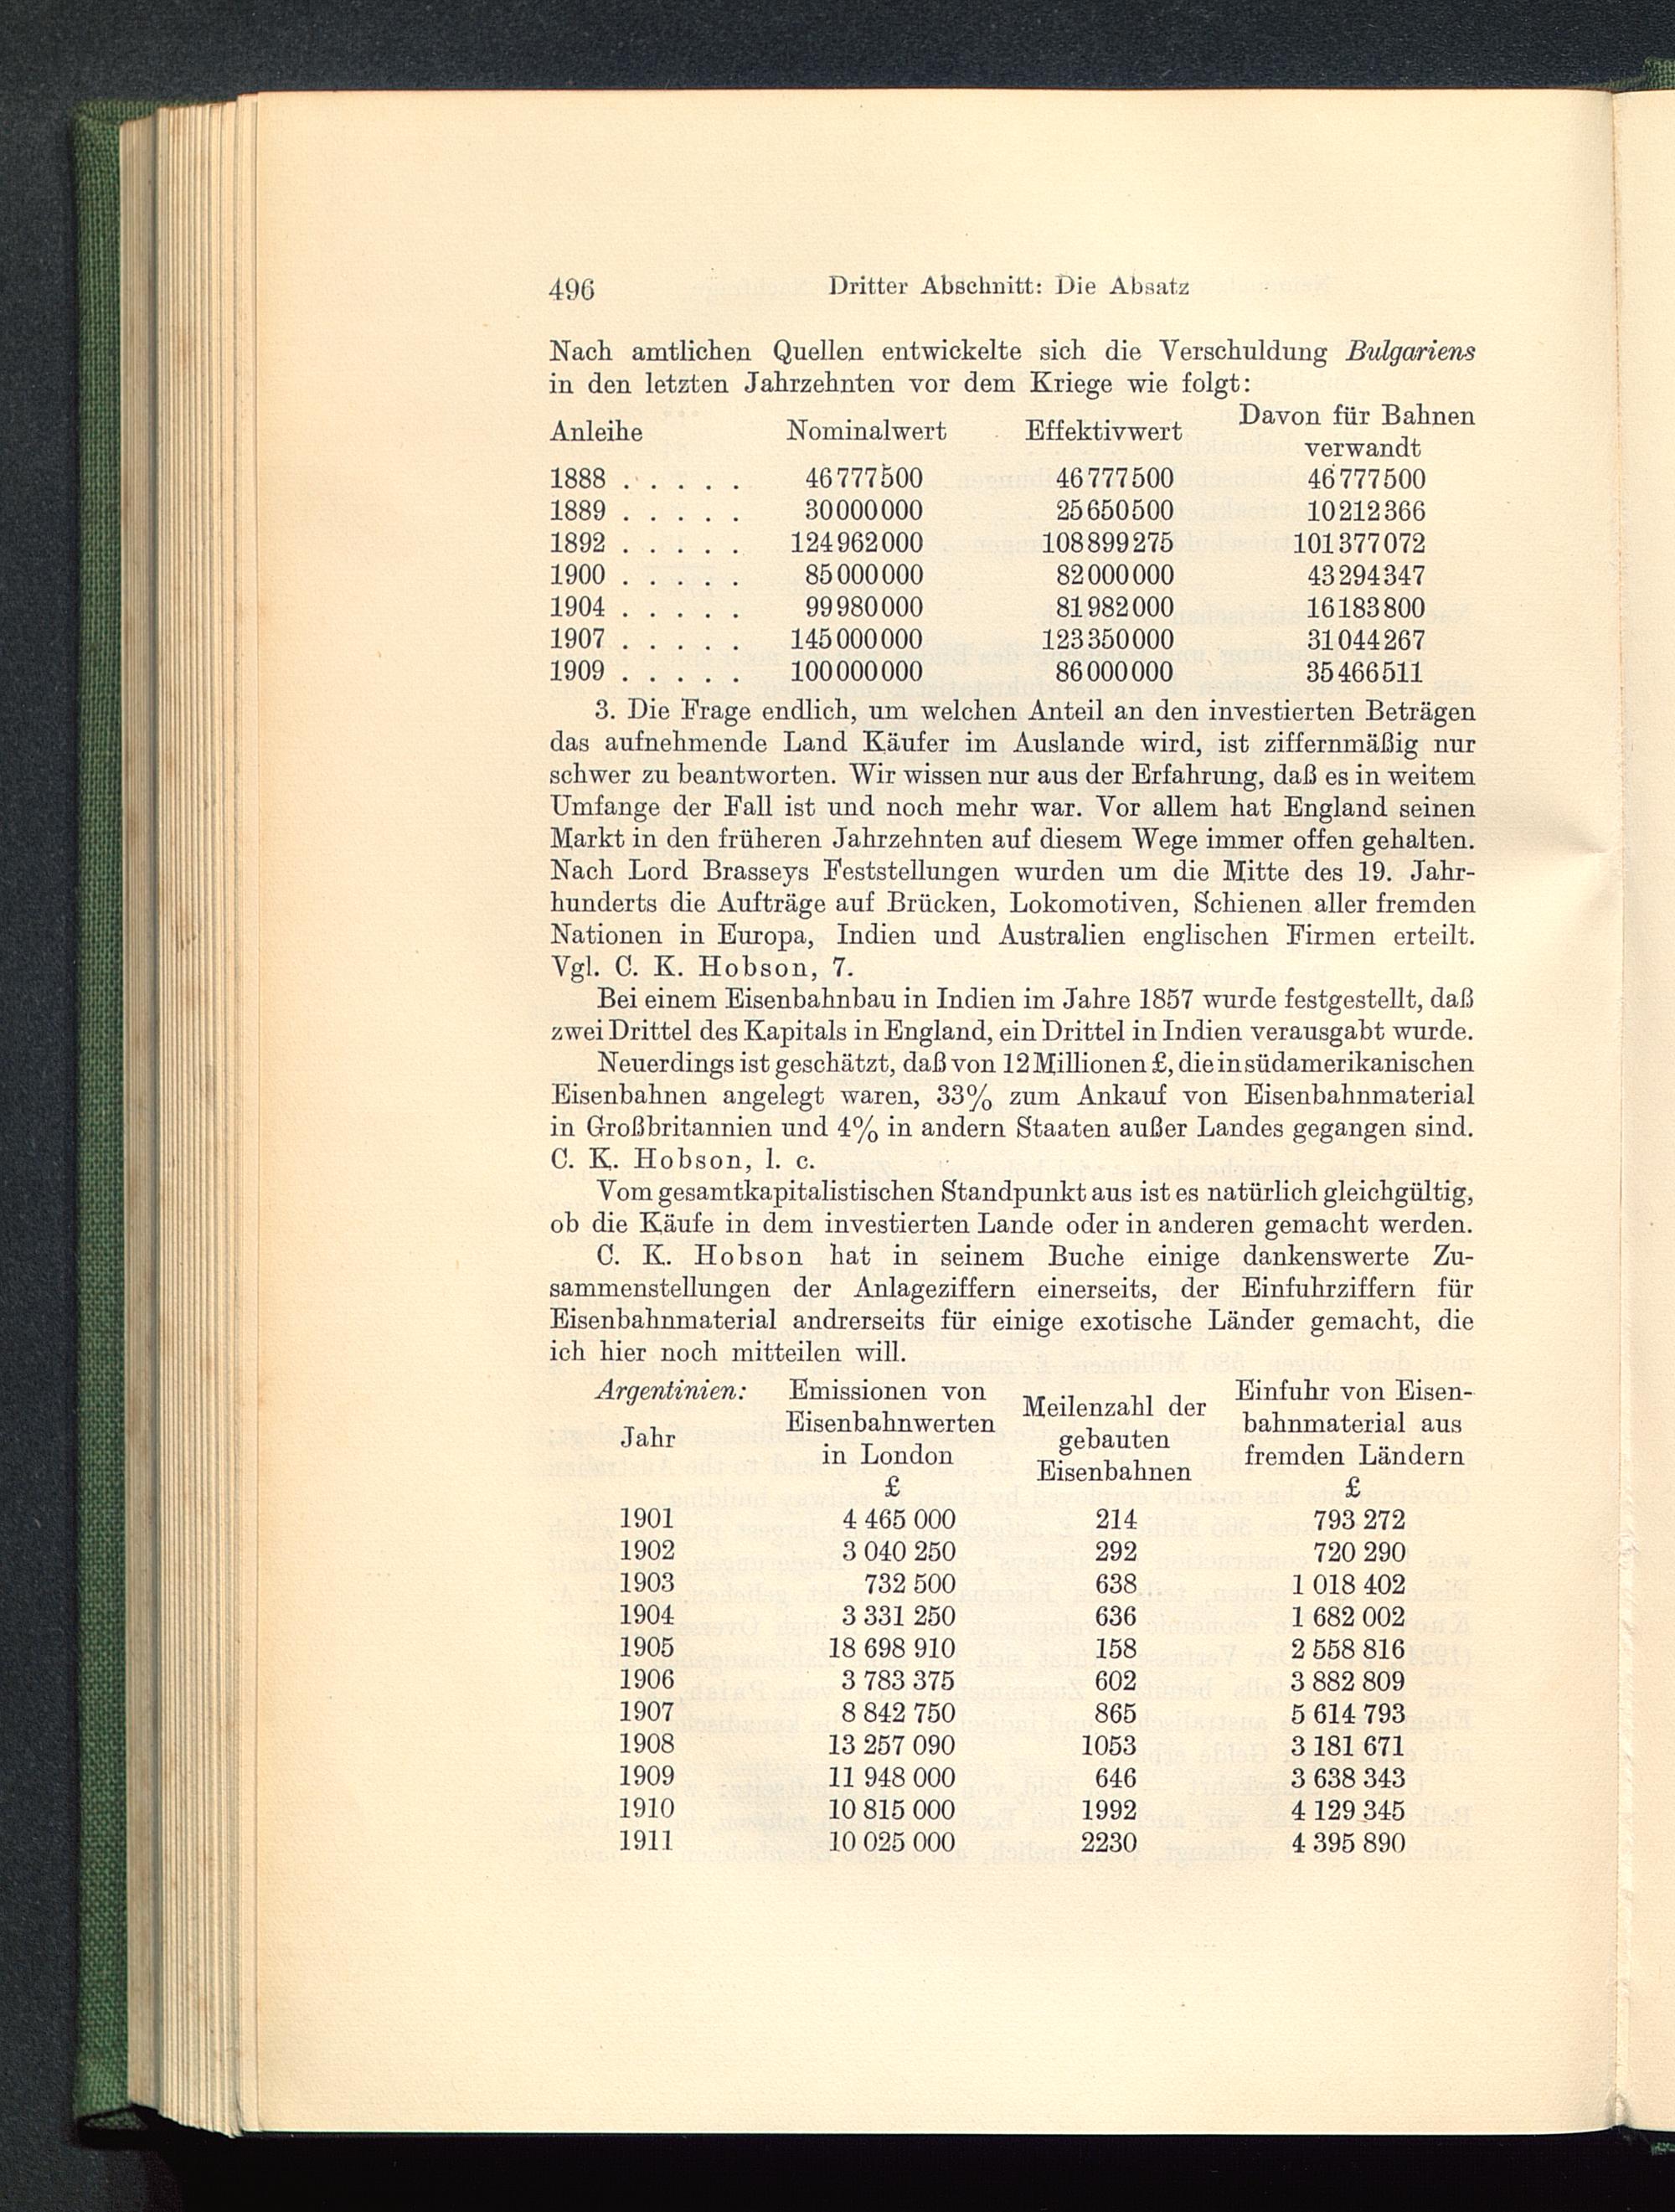 496 Dritter Abschnitt: Die Absatz
Nach amtlichen Quellen entwickelte sich die Verschuldung Bulgariens
in den letzten Jahrzehnten vor dem Kriege wie folgt:
Anleihe Nominalwert Effektivwert Davon für Bahnen
verwandt
1888 . . . . . 46777500 46777500 46777500
1889 . . . . . 30000000 25650500 10212366
1892 . . . . . 124962000 108899275 101377072
1900 . . . . . 85000000 82000000 43294347
1904 . . . . . 99980000 81982000 16183800
1907 . . . . . 145000000 123350000 31044267
1909 . . . . . 100000000 86000000 35466511
3. Die Frage endlich, um welchen Anteil an den investierten Beträgen
das aufnehmende Land Käufer im Auslande wird, ist ziffernmäßig nur
schwer zu beantworten. Wir wissen nur aus der Erfahrung, daß es in weitem
Umfange der Fall ist und noch mehr war. Vor allem hat England seinen
Markt in den früheren Jahrzehnten auf diesem Wege immer offen gehalten.
Nach Lord Brasseys Feststellungen wurden um die Mitte des 19. Jahr-
hunderts die Aufträge auf Brücken, Lokomotiven, Schienen aller fremden
Nationen in Europa, Indien und Australien englischen Firmen erteilt.
Vgl. C. K. Hobson, 7.
Bei einem Eisenbahnbau in Indien im Jahre 1857 wurde festgestellt, daß
zwei Drittel des Kapitals in England, ein Drittel in Indien verausgabt wurde.
Neuerdings ist geschätzt, daß von 12 Millionen £, die in südamerikanischen
Eisenbahnen angelegt waren, 33% zum Ankauf von Eisenbahnmaterial
in Großbritannien und 4% in andern Staaten außer Landes gegangen sind.
C. K. Hobson, l. c.
Vom gesamtkapitalistischen Standpunkt aus ist es natürlich gleichgültig,
ob die Käufe in dem investierten Lande oder in anderen gemacht werden.
C. K. Hobson hat in seinem Buche einige dankenswerte Zu-
sammenstellungen der Anlageziffern einerseits, der Einfuhrziffern für
Eisenbahnmaterial andrerseits für einige exotische Länder gemacht, die
ich hier noch mitteilen will.
Argentinien: Emissionen von Meilenzahl der Einfuhr von Eisen-
Jahr Eisenbahnwerten gebauten bahnmaterial aus
in London Eisenbahnen fremden Ländern
£ £
1901 4 465 000 214 793 272
1902 3 040 250 292 720 290
1903 732 500 638 1 018 402
1904 3 331 250 636 1 682 002
1905 18 698 910 158 2 558 816
1906 3 783 375 602 3 882 809
1907 8 842 750 865 5 614 793
1908 13 257 090 1053 3 181 671
1909 11 948 000 646 3 638 343
1910 10 815 000 1992 4 129 345
1911 10 025 000 2230 4 395 890